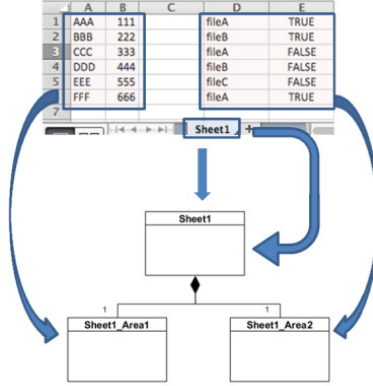 A B C D E
1 AAA 111 fileA TRUE
2 BBB 222 fileB TRUE
3 CCC 333 fileA FALSE
4 DDD 444 fileB FALSE
5 EEE 555 fileC FALSE
6 FFF 666 fileA TRUE
7
Sheet1 +
Sheet1
1 1
Sheet1_Area1 Sheet1_Area2